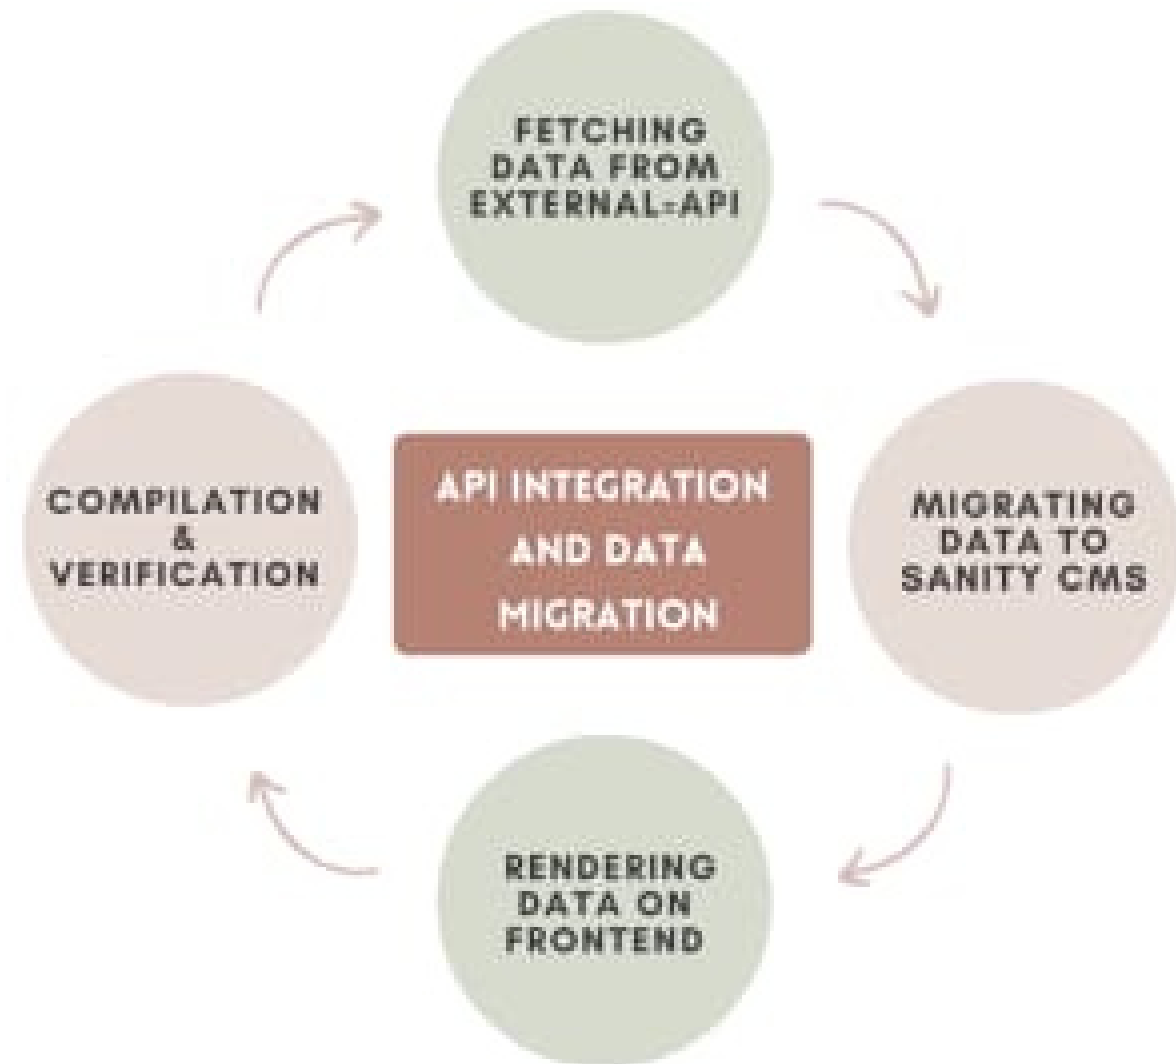 FETCHING
DATA FROM
EXTERNAL-API
COMPILATION
&
VERIFICATION
API INTEGRATION
AND DATA
MIGRATION
MIGRATING
DATA TO
SANITY CMS
RENDERING
DATA ON
FRONTEND